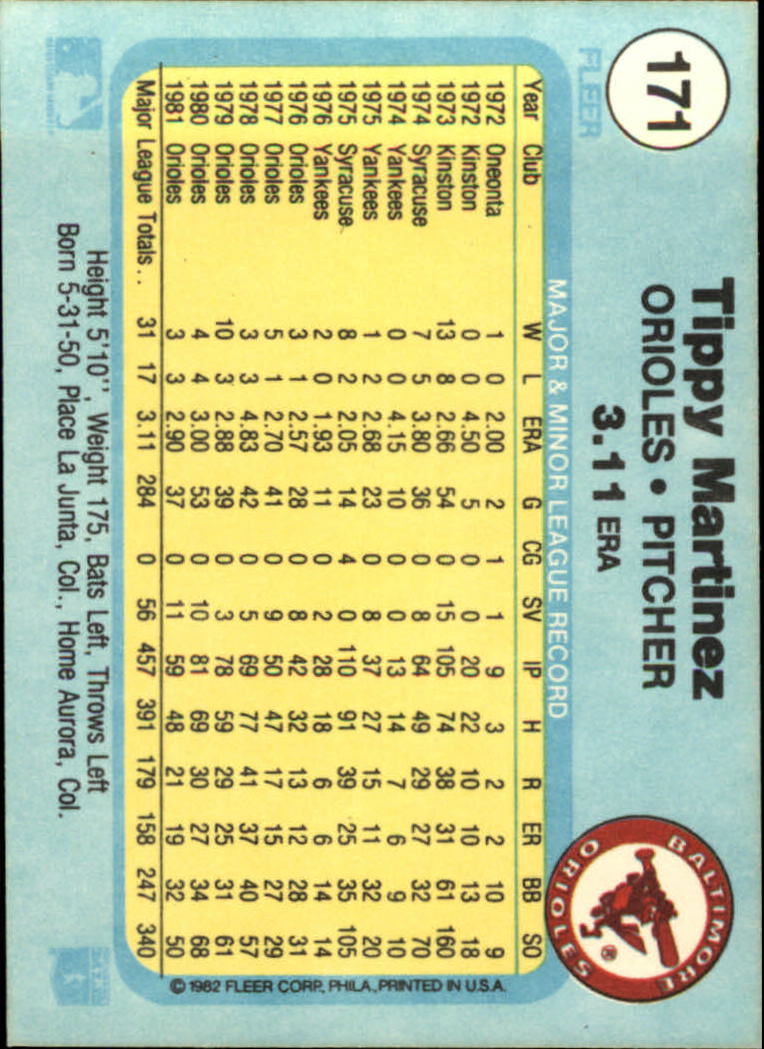 171
FLEER
Tippy Martinez
ORIOLES • PITCHER
3.11 ERA
BALTIMORE
ORIOLES
®
MAJOR & MINOR LEAGUE RECORD
Year Club W L ERA G CG SV IP H R ER BB SO
1972 Oneonta 1 0 2.00 2 1 1 9 3 2 2 10 9
1972 Kinston 0 0 4.50 5 0 0 20 22 10 10 13 18
1973 Kinston 13 8 2.66 54 0 15 105 74 38 31 61 160
1974 Syracuse 7 5 3.80 36 0 8 64 49 29 27 32 70
1974 Yankees 0 0 4.15 10 0 0 13 14 7 6 9 10
1975 Yankees 1 2 2.68 23 0 8 37 27 15 11 32 20
1975 Syracuse 8 2 2.05 14 4 0 110 91 39 25 35 105
1976 Yankees 2 0 1.93 11 0 2 28 18 6 6 14 14
1976 Orioles 3 1 2.57 28 0 8 42 32 13 12 28 31
1977 Orioles 5 1 2.70 41 0 9 50 47 17 15 27 29
1978 Orioles 3 3 4.83 42 0 5 69 77 41 37 40 57
1979 Orioles 10 3 2.88 39 0 3 78 59 29 25 31 61
1980 Orioles 4 4 3.00 53 0 10 81 69 30 27 34 68
1981 Orioles 3 3 2.90 37 0 11 59 48 21 19 32 50
Major League Totals .. 31 17 3.11 284 0 56 457 391 179 158 247 340
Height 5'10'', Weight 175, Bats Left, Throws Left
Born 5-31-50, Place La Junta, Col., Home Aurora, Col.
© 1982 FLEER CORP., PHILA., PRINTED IN U.S.A.